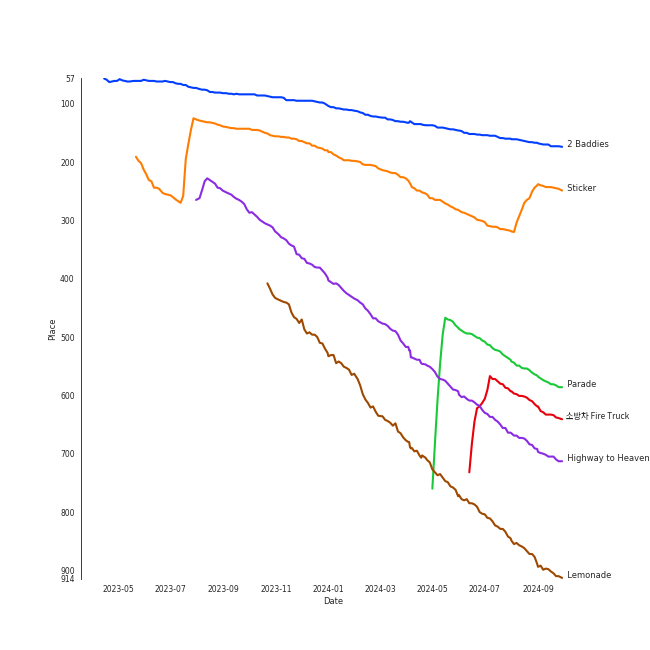 57
100
200
300
400
500
600
700
800
900
914
Place
2023-05
2023-07
2023-09
2023-11
2024-01
2024-03
2024-05
2024-07
2024-09
Date
2 Baddies
Sticker
Parade
소방차 Fire Truck
Highway to Heaven
Lemonade